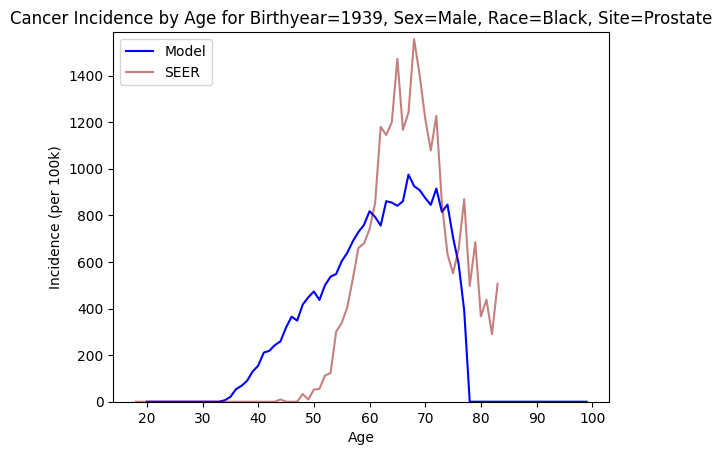 Cancer Incidence by Age for Birthyear=1939, Sex=Male, Race=Black, Site=Prostate
Model
SEER
Incidence (per 100k)
1400
1200
1000
800
600
400
200
0
20 30 40 50 60 70 80 90 100
Age